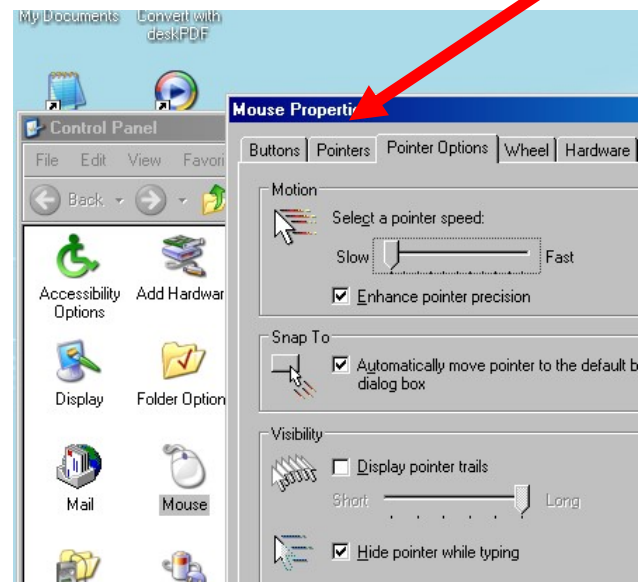 My Documents
Convert with
deskPDF
Control Panel
File Edit View Favori
Back
Accessibility
Options
Add Hardwar
Display
Folder Option
Mail
Mouse
Mouse Properti
Buttons Pointers Pointer Options Wheel Hardware
Motion
Select a pointer speed:
Slow Fast
Enhance pointer precision
Snap To
Automatically move pointer to the default b
dialog box
Visibility
Display pointer trails
Short Long
Hide pointer while typing